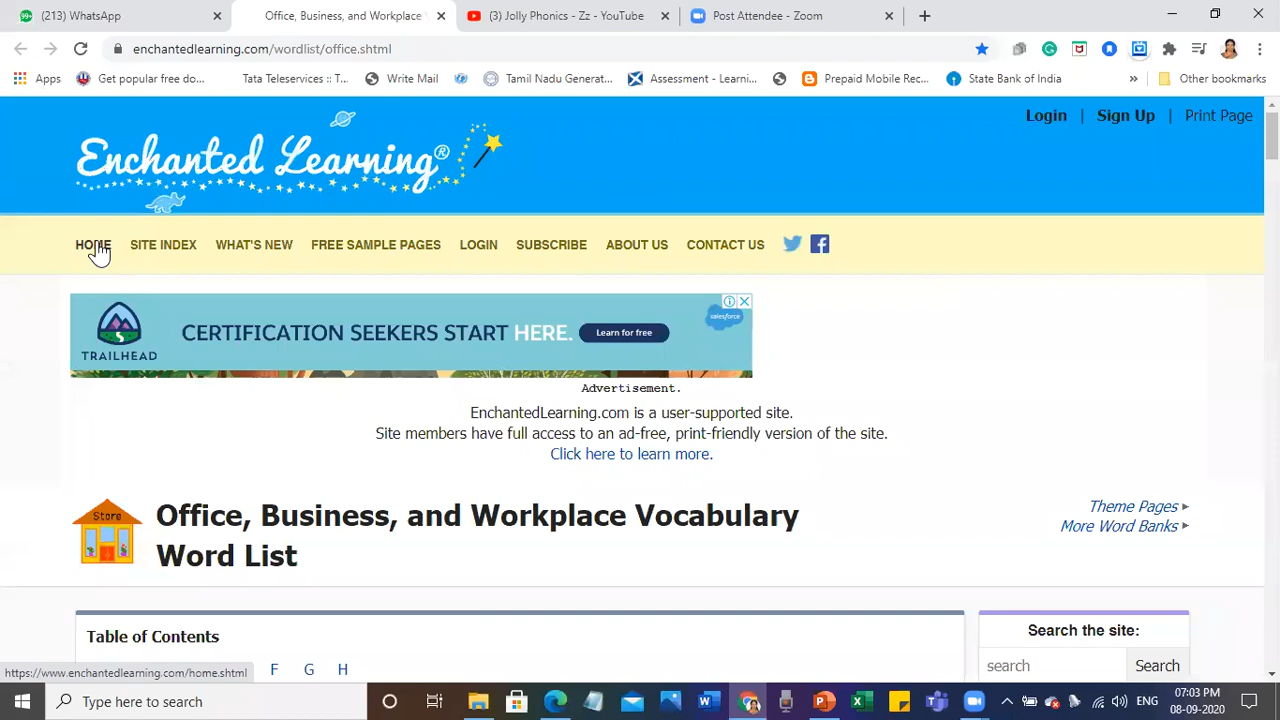 (213) WhatsApp
Office, Business, and Workplace
(3) Jolly Phonics - Zz - YouTube
Post Attendee - Zoom
enchantedlearning.com/wordlist/office.shtml
Apps
Get popular free do...
Tata Teleservices :: T...
Write Mail
Tamil Nadu Generat...
Assessment - Learni...
Prepaid Mobile Rec...
State Bank of India
»
Other bookmarks
Login | Sign Up | Print Page
Enchanted Learning®
HOME SITE INDEX WHAT'S NEW FREE SAMPLE PAGES LOGIN SUBSCRIBE ABOUT US CONTACT US
TRAILHEAD
CERTIFICATION SEEKERS START HERE.
Learn for free
salesforce
Advertisement.
EnchantedLearning.com is a user-supported site.
Site members have full access to an ad-free, print-friendly version of the site.
Click here to learn more.
Store
Office, Business, and Workplace Vocabulary
Word List
Theme Pages
More Word Banks
Table of Contents
F G H
Search the site:
search
Search
https://www.enchantedlearning.com/home.shtml
Type here to search
ENG
07:03 PM
08-09-2020